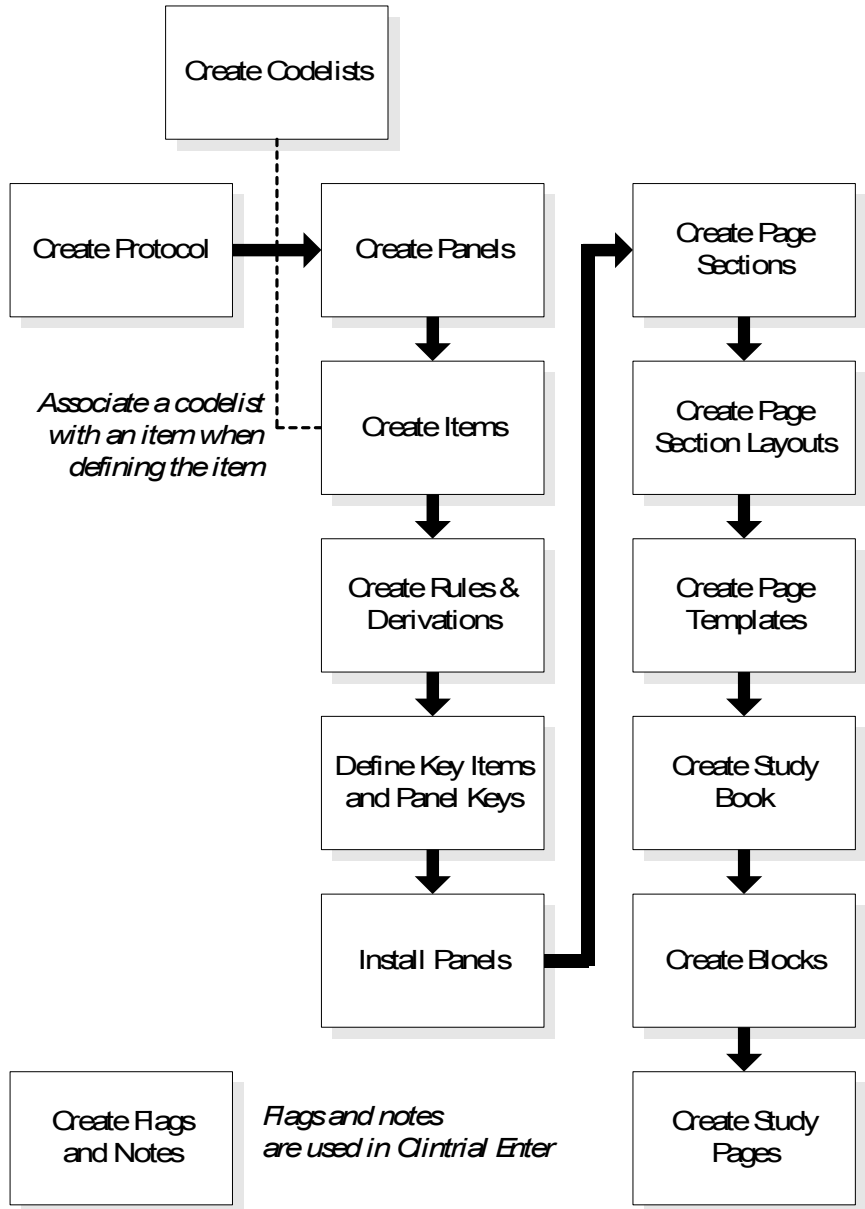 Create Codelists
Create Protocol
Create Panels
Create Page
Sections
Associate a codelist
with an item when
defining the item
Create Items
Create Page
Section Layouts
Create Rules &
Derivations
Create Page
Templates
Define Key Items
and Panel Keys
Create Study
Book
Install Panels
Create Blocks
Create Flags
and Notes
Flags and notes
are used in Clintrial Enter
Create Study
Pages